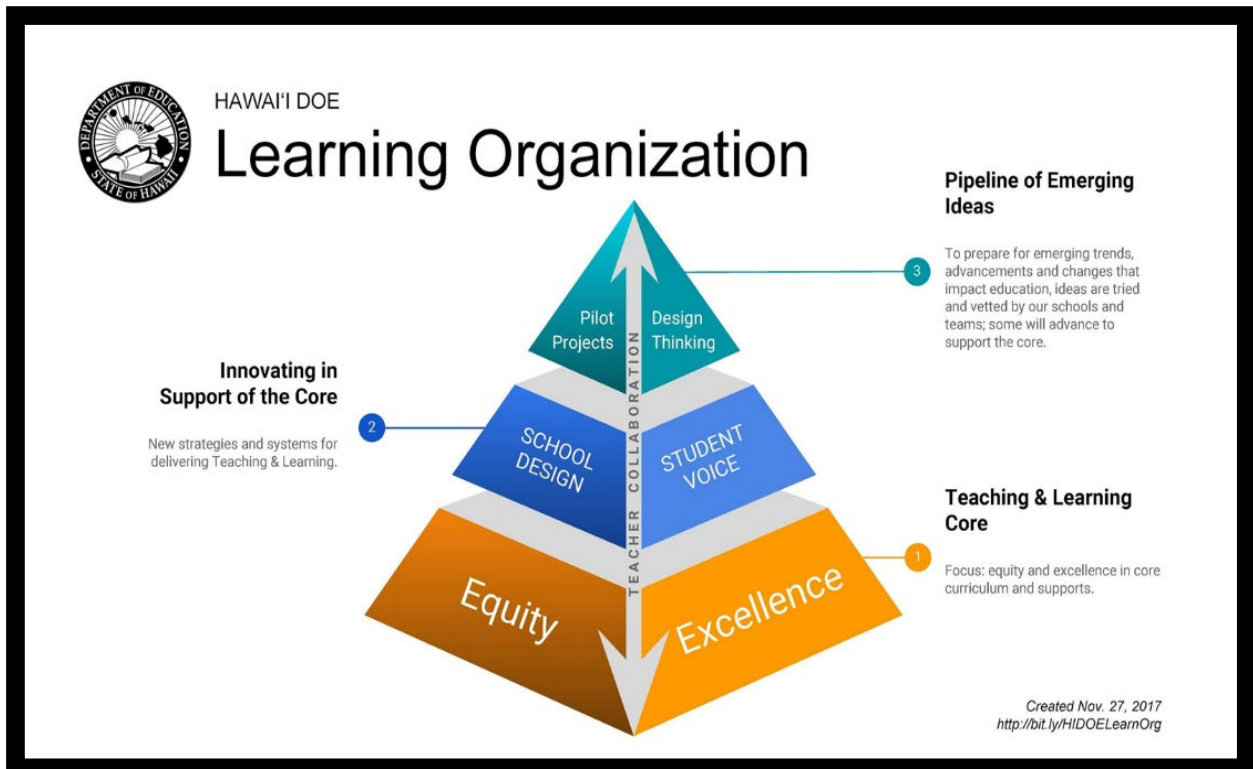 DEPARTMENT OF EDUCATION
STATE OF HAWAII
HAWAIʻI DOE
Learning Organization
Pipeline of Emerging
Ideas
To prepare for emerging trends,
advancements and changes that
impact education, ideas are tried
and vetted by our schools and
teams; some will advance to
support the core.
3
Pilot
Projects
Design
Thinking
TEACHER COLLABORATION
Innovating in
Support of the Core
New strategies and systems for
delivering Teaching & Learning.
2
SCHOOL
DESIGN
STUDENT
VOICE
Teaching & Learning
Core
Focus: equity and excellence in core
curriculum and supports.
1
Equity
Excellence
Created Nov. 27, 2017
http://bit.ly/HIDOELearnOrg